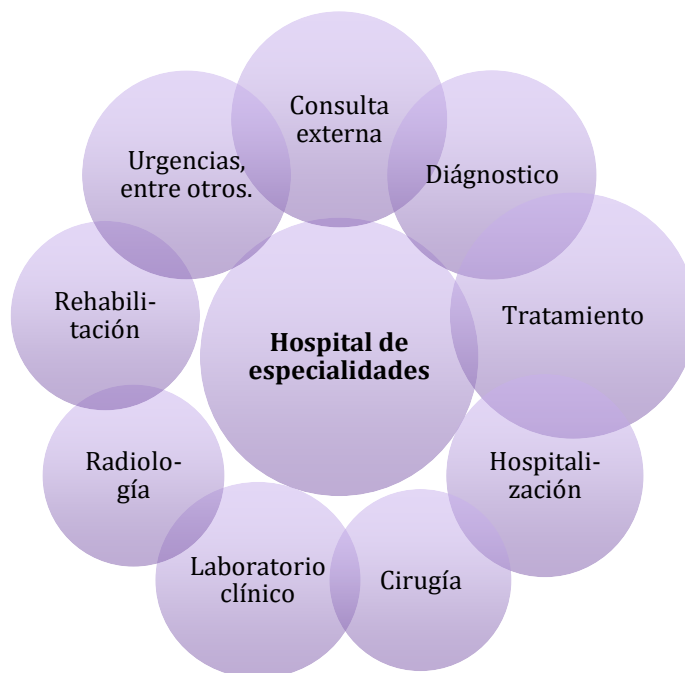 Consulta
externa
Diágnostico
Tratamiento
Hospitali-
zación
Cirugía
Laboratorio
clínico
Radiolo-
gía
Rehabili-
tación
Urgencias,
entre otros.
Hospital de
especialidades